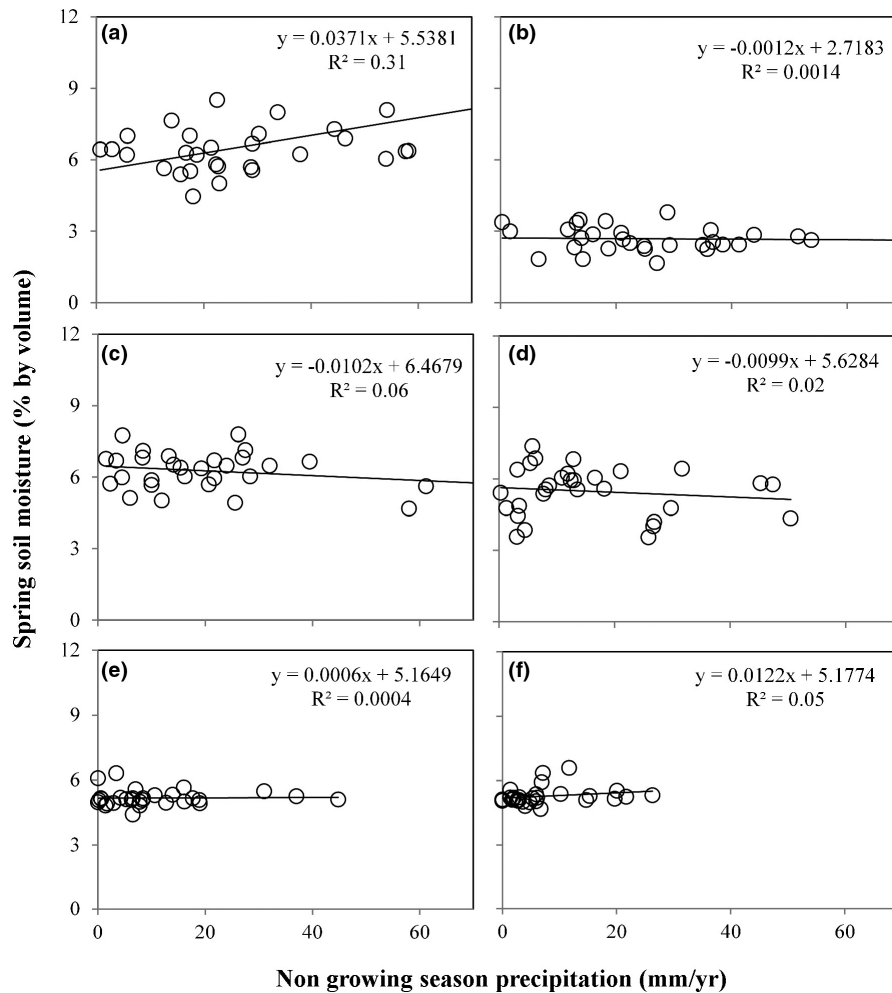 Spring soil moisture (% by volume)
(a)
y = 0.0371x + 5.5381
R² = 0.31
12
9
6
3
0
(b)
y = -0.0012x + 2.7183
R² = 0.0014
(c)
y = -0.0102x + 6.4679
R² = 0.06
12
9
6
3
0
(d)
y = -0.0099x + 5.6284
R² = 0.02
(e)
y = 0.0006x + 5.1649
R² = 0.0004
12
9
6
3
0
0 20 40 60
(f)
y = 0.0122x + 5.1774
R² = 0.05
0 20 40 60
Non growing season precipitation (mm/yr)